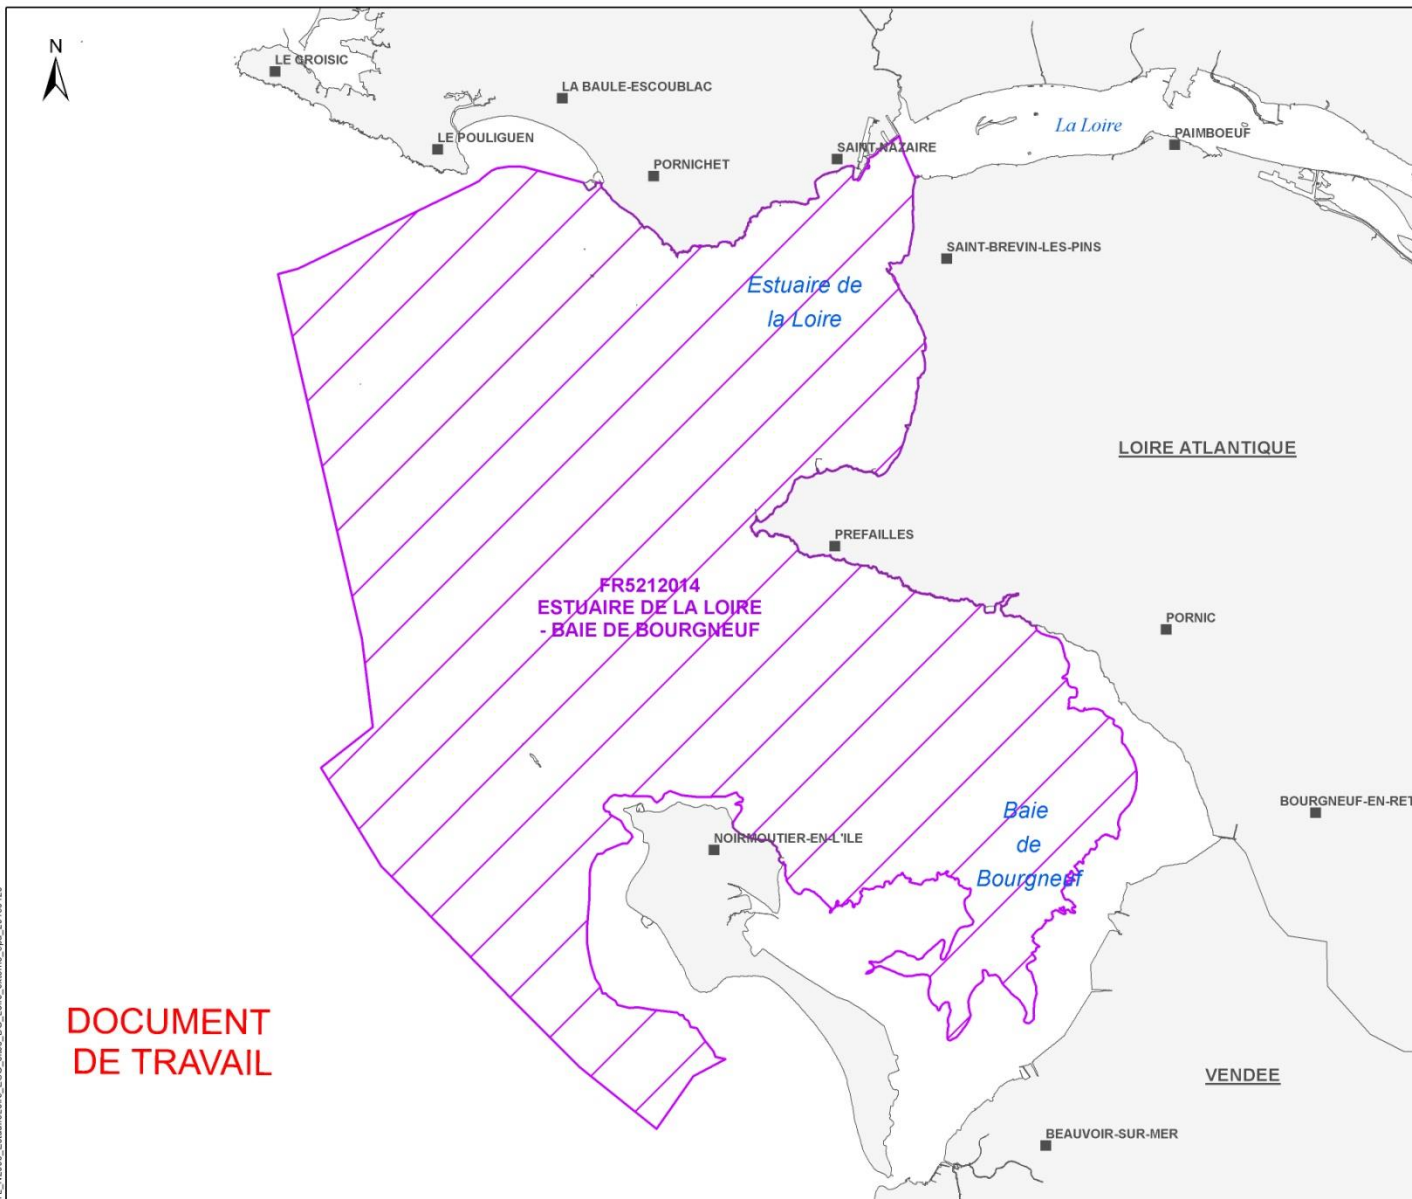 N
LE CROISIC
LA BAULE-ESCOUBLAC
LE POULIGUEN
PORNICHET
SAINT-NAZAIRE
La Loire
PAIMBOEUF
SAINT-BREVIN-LES-PINS
Estuaire de
la Loire
LOIRE ATLANTIQUE
PREFAILLES
FR5212014
ESTUAIRE DE LA LOIRE
- BAIE DE BOURGNEUF
PORNIC
Baie
de
Bourgneuf
BOURGNEUF-EN-RET
NOIRMOUTIER-EN-L'ILE
DOCUMENT
DE TRAVAIL
VENDEE
BEAUVOIR-SUR-MER